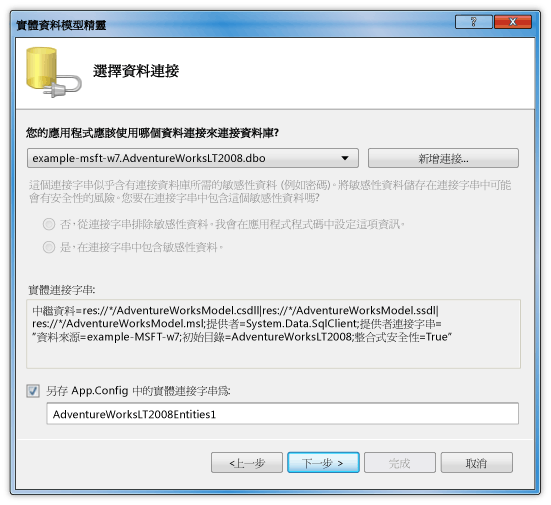 實體資料模型精靈
選擇資料連接
您的應用程式應該使用哪個資料連接來連接資料庫?
example-msft-w7.AdventureWorksLT2008.dbo
新增連接...
這個連接字串似乎含有連接資料庫所需的敏感性資料 (例如密碼)。將敏感性資料儲存在連接字串中可能
會有安全性的風險。您要在連接字串中包含這個敏感性資料嗎?
否，從連接字串排除敏感性資料。我會在應用程式程式碼中設定這項資訊。
是，在連接字串中包含敏感性資料。
實體連接字串:
中繼資料=res://*/AdventureWorksModel.csdll|res://*/AdventureWorksModel.ssdl|
res://*/AdventureWorksModel.msl;提供者=System.Data.SqlClient;提供者連接字串=
"資料來源=example-MSFT-w7;初始目錄=AdventureWorksLT2008;整合式安全性=True"
另存 App.Config 中的實體連接字串為:
AdventureWorksLT2008Entities1
<上一步
下一步 >
完成
取消